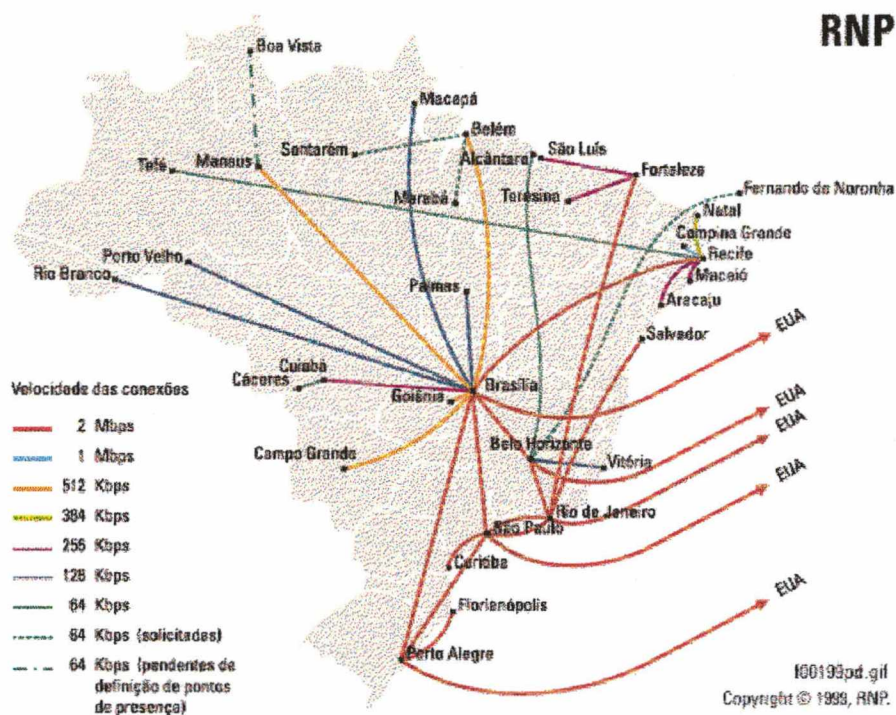 RNP
Boa Vista
Macapá
Belém
Santarém
Alcântara
São Luís
Tefé
Manaus
Fortaleza
Marabá
Teresina
Fernando de Noronha
Natal
Campina Grande
Porto Velho
Recife
Rio Branco
Palmas
Maceió
Aracaju
Salvador
EUA
Cuiabá
Cáceres
Goiânia
Brasília
Velocidade das conexões
EUA
2 Mbps
EUA
1 Mbps
Belo Horizonte
Campo Grande
Vitória
512 Kbps
EUA
384 Kbps
Rio de Janeiro
São Paulo
256 Kbps
Curitiba
128 Kbps
64 Kbps
EUA
Florianópolis
64 Kbps (solicitadas)
Porto Alegre
64 Kbps (pendentes de
definição de pontos
de presença)
f00199pd.gif
Copyright © 1999, RNP.